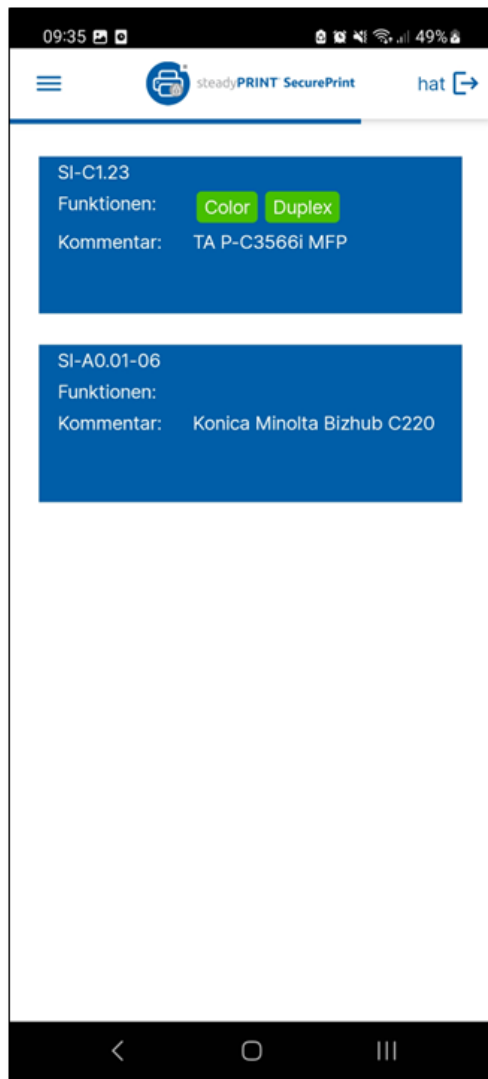 09:35 49%
steadyPRINT SecurePrint hat
SI-C1.23
Funktionen: Color Duplex
Kommentar: TA P-C3566i MFP
SI-A0.01-06
Funktionen:
Kommentar: Konica Minolta Bizhub C220